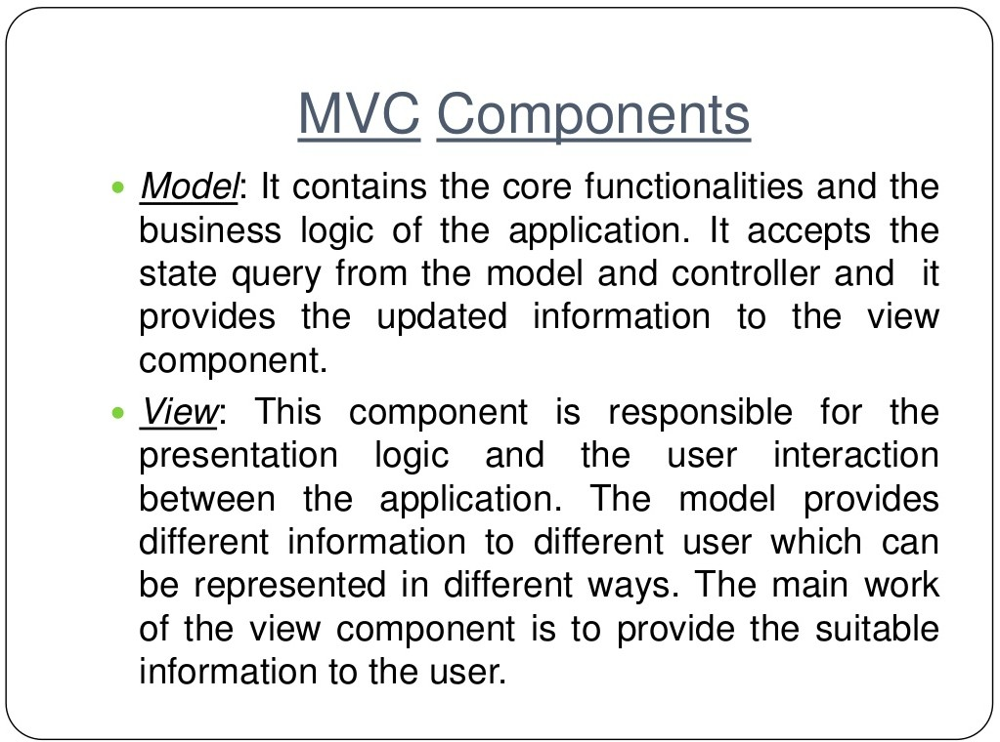 MVC Components
• Model: It contains the core functionalities and the
business logic of the application. It accepts the
state query from the model and controller and  it
provides the updated information to the view
component.
• View: This component is responsible for the
presentation logic and the user interaction
between the application. The model provides
different information to different user which can
be represented in different ways. The main work
of the view component is to provide the suitable
information to the user.